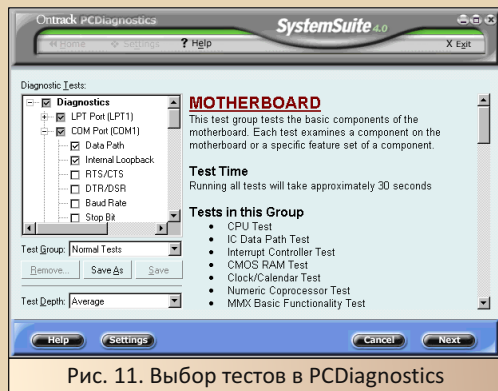 Ontrack PCDiagnostics
SystemSuite 4.0
Home
Settings
? Help
X Exit
Diagnostic Tests:
Diagnostics
LPT Port (LPT1)
COM Port (COM1)
Data Path
Internal Loopback
RTS/CTS
DTR/DSR
Baud Rate
Stop Bit
Test Group: Normal Tests
Remove...
Save As
Save
Test Depth: Average
MOTHERBOARD
This test group tests the basic components of the
motherboard. Each test examines a component on the
motherboard or a specific feature set of a component.
Test Time
Running all tests will take approximately 30 seconds
Tests in this Group
• CPU Test
• IC Data Path Test
• Interrupt Controller Test
• CMOS RAM Test
• Clock/Calendar Test
• Numeric Coprocessor Test
• MMX Basic Functionality Test
Help
Settings
Cancel
Next
Рис. 11. Выбор тестов в PCDiagnostics